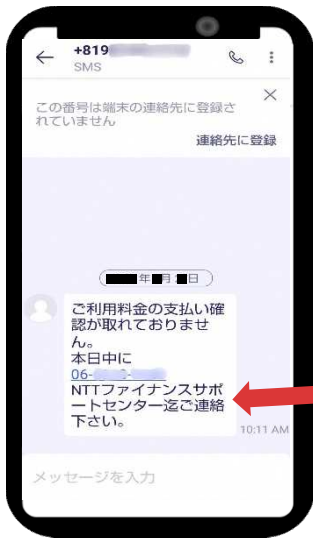 +819
SMS
この番号は端末の連絡先に登録さ
れていません
連絡先に登録
年 月 日
ご利用料金の支払い確
認が取れておりませ
ん。
本日中に
06-
NTTファイナンスサポ
ートセンター迄ご連絡
下さい。
10:11 AM
メッセージを入力